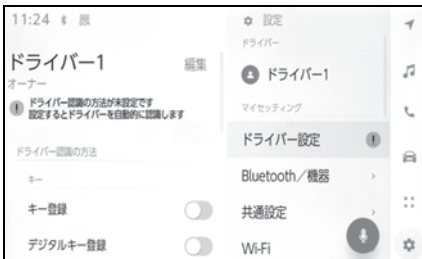 11:24
ドライバー1
編集
オーナー
ドライバー認識の方法が未設定です
設定するとドライバーを自動的に認識します
ドライバー認識の方法
キー
キー登録
デジタルキー登録
設定
ドライバー
ドライバー1
マイセッティング
ドライバー設定
Bluetooth／機器
共通設定
Wi-Fi